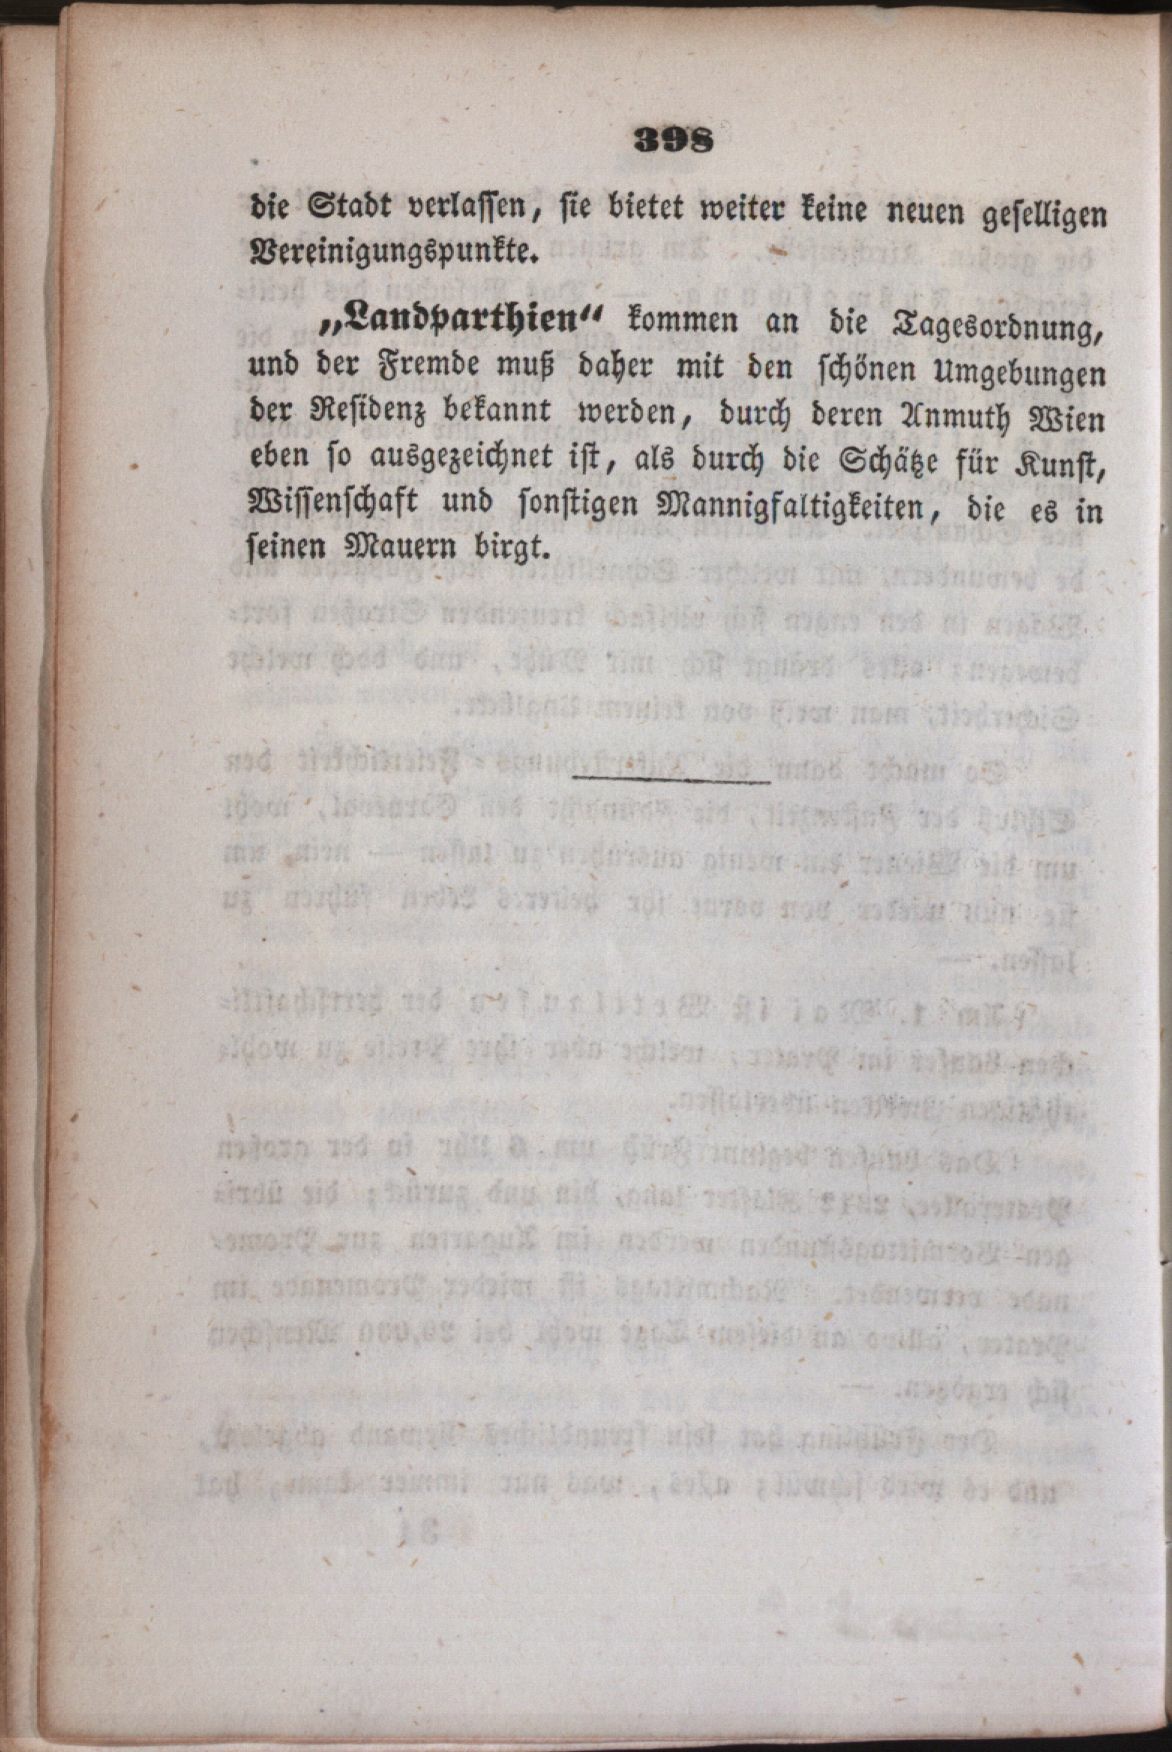 398
die Stadt verlassen, sie bietet weiter keine neuen geselligen
Vereinigungspunkte.
„Landparthien“ kommen an die Tagesordnung,
und der Fremde muß daher mit den schönen Umgebungen
der Residenz bekannt werden, durch deren Anmuth Wien
eben so ausgezeichnet ist, als durch die Schätze für Kunst,
Wissenschaft und sonstigen Mannigfaltigkeiten, die es in
seinen Mauern birgt.